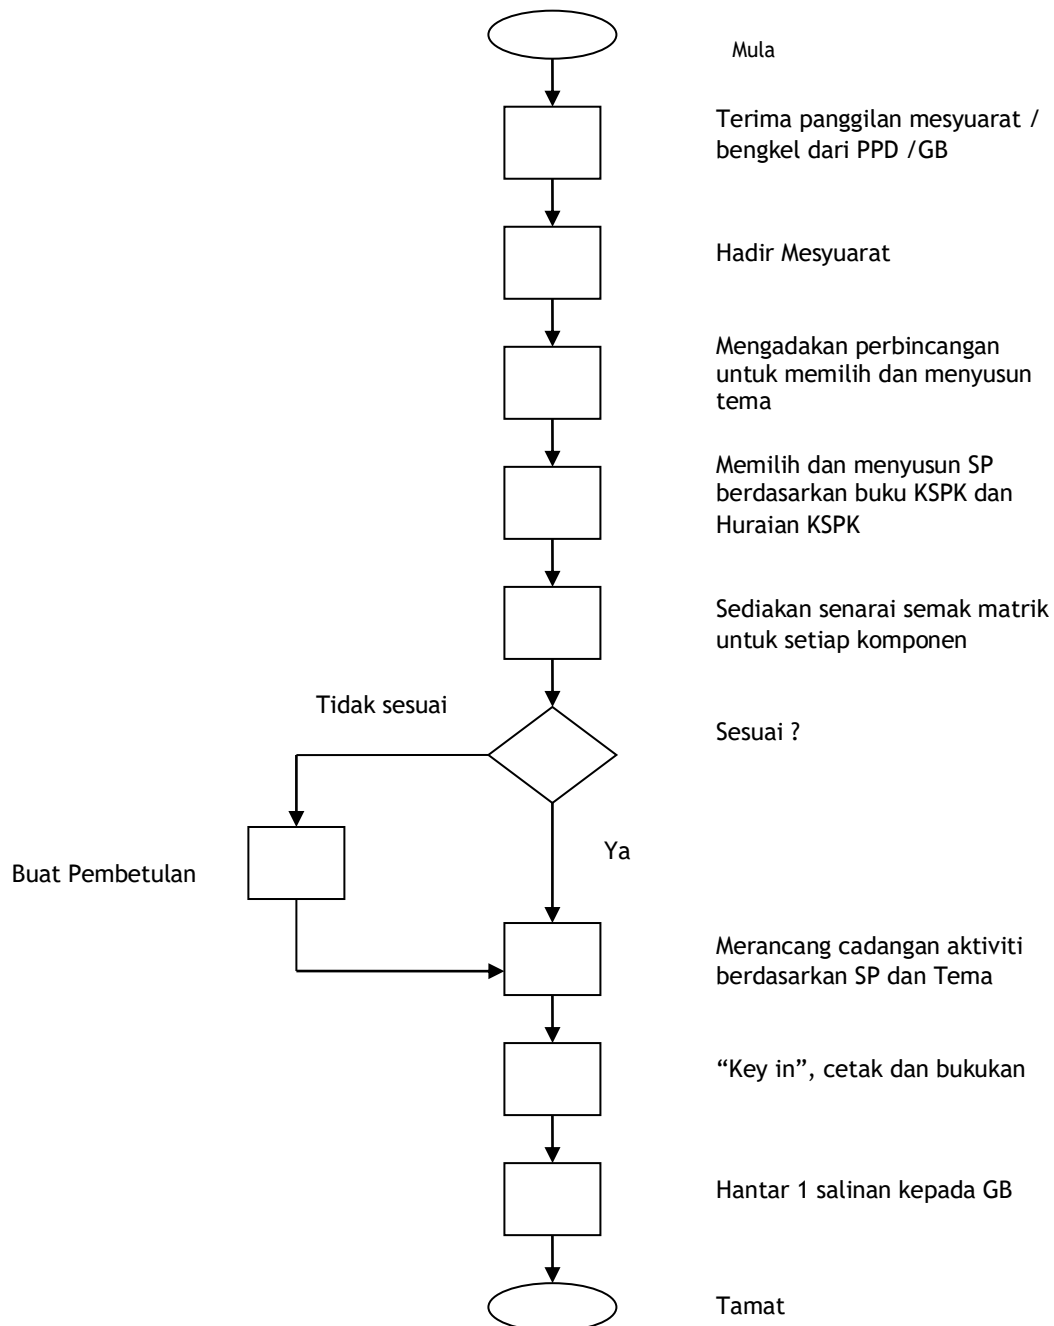 Mula
Terima panggilan mesyuarat /
bengkel dari PPD /GB
Hadir Mesyuarat
Mengadakan perbincangan
untuk memilih dan menyusun
tema
Memilih dan menyusun SP
berdasarkan buku KSPK dan
Huraian KSPK
Sediakan senarai semak matrik
untuk setiap komponen
Tidak sesuai
Sesuai ?
Ya
Buat Pembetulan
Merancang cadangan aktiviti
berdasarkan SP dan Tema
“Key in”, cetak dan bukukan
Hantar 1 salinan kepada GB
Tamat